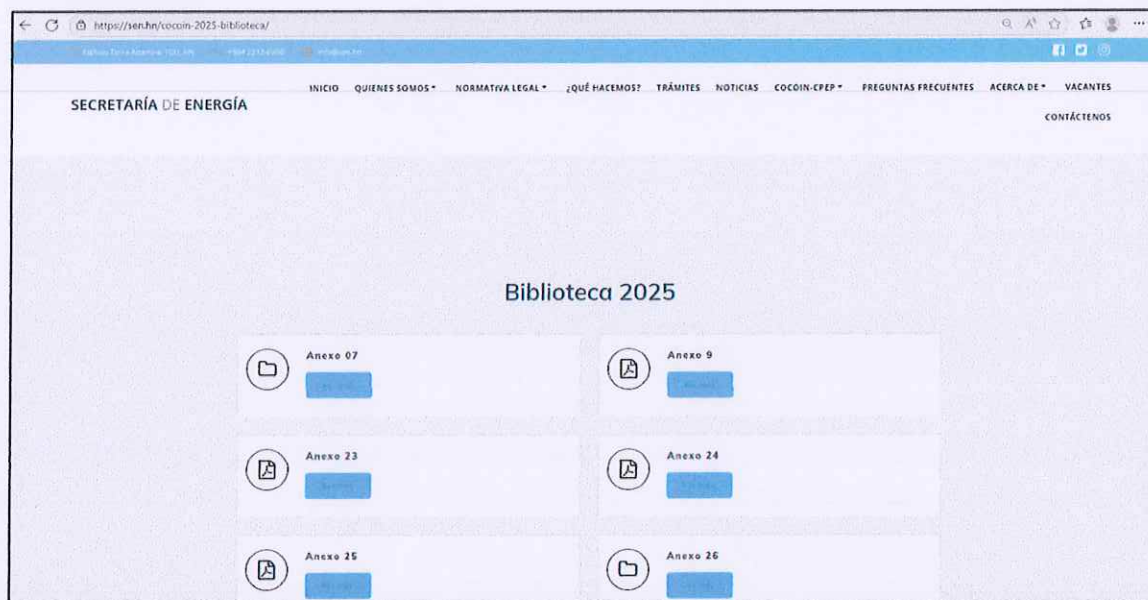 https://sen.hn/cocoin-2025-biblioteca/
SECRETARÍA DE ENERGÍA
INICIO QUIENES SOMOS NORMATIVA LEGAL ¿QUÉ HACEMOS? TRÁMITES NOTICIAS COCOIN-CPEP PREGUNTAS FRECUENTES ACERCA DE VACANTES
CONTÁCTENOS
Biblioteca 2025
Anexo 07
Anexo 9
Anexo 23
Anexo 24
Anexo 25
Anexo 26